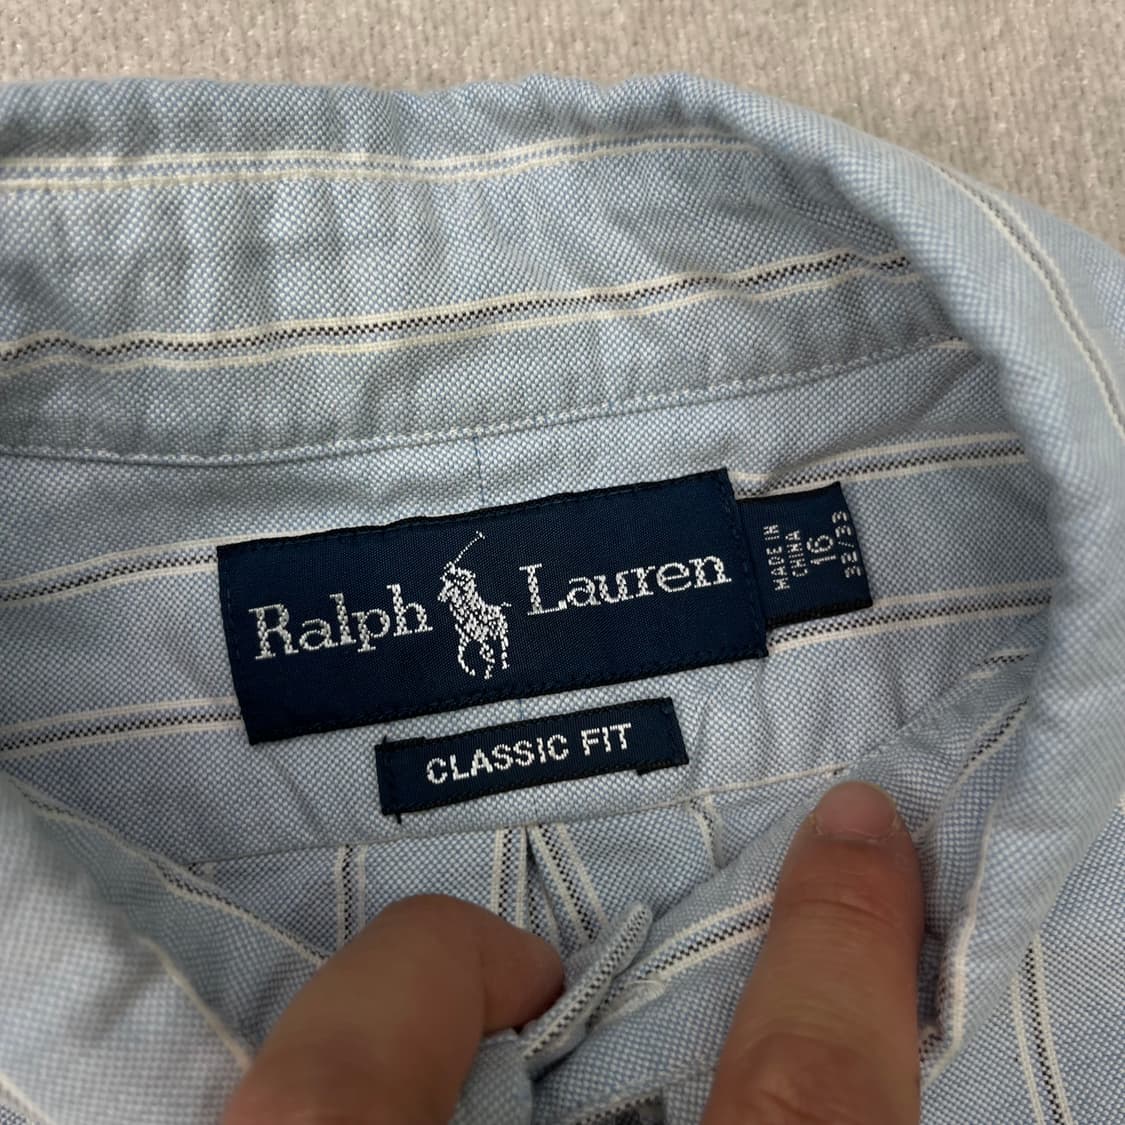 Ralph Lauren
MADE IN
CHINA
16
32/33
CLASSIC FIT